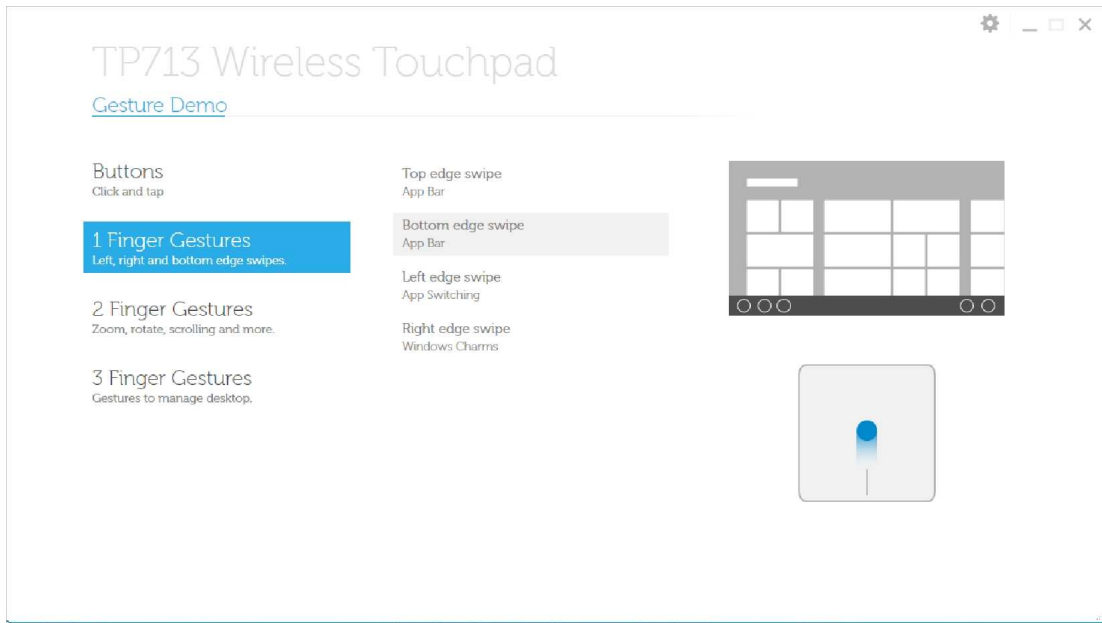 TP713 Wireless Touchpad
Gesture Demo
Buttons
Click and tap
1 Finger Gestures
Left, right and bottom edge swipes.
2 Finger Gestures
Zoom, rotate, scrolling and more.
3 Finger Gestures
Gestures to manage desktop.
Top edge swipe
App Bar
Bottom edge swipe
App Bar
Left edge swipe
App Switching
Right edge swipe
Windows Charms